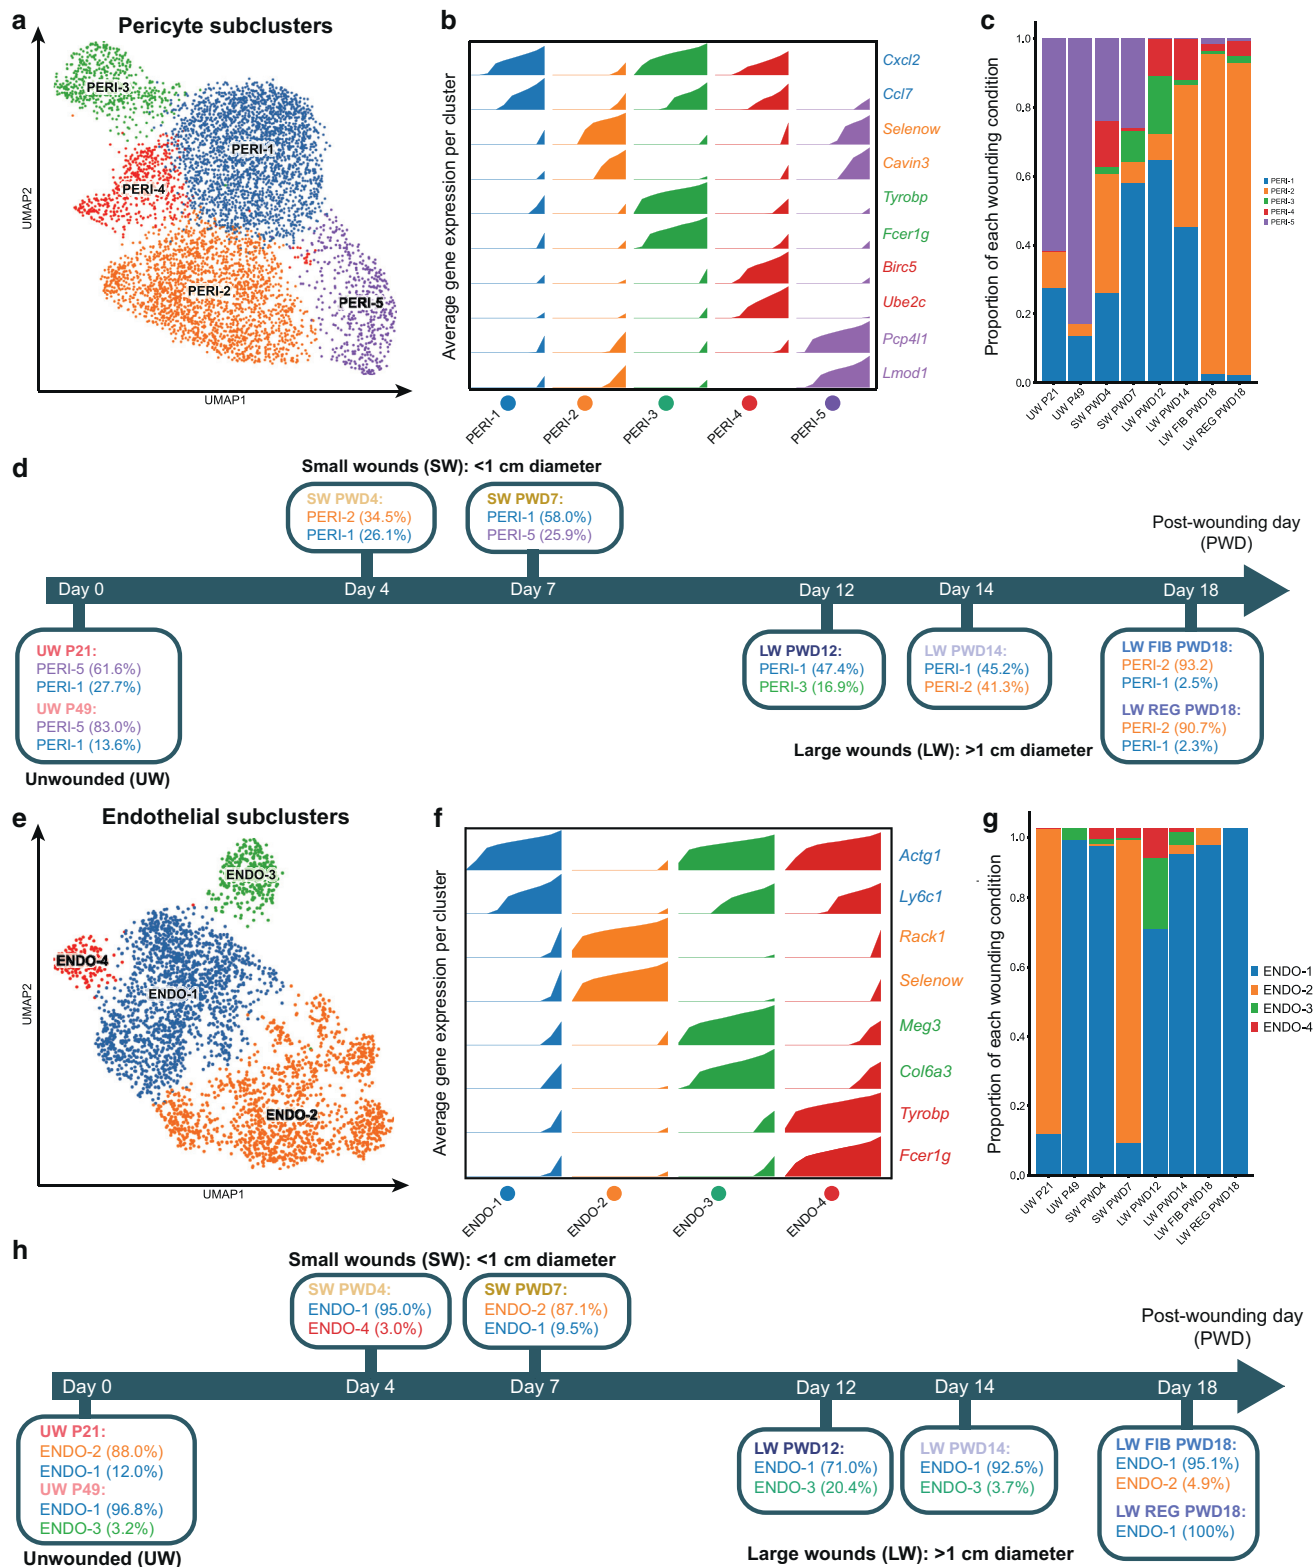 a
Pericyte subclusters
PERI-3
PERI-1
PERI-4
PERI-2
PERI-5
UMAP2
UMAP1
b
Average gene expression per cluster
Cxcl2
Ccl7
Selenow
Cavin3
Tyrobp
Fcer1g
Birc5
Ube2c
Pcp4l1
Lmod1
PERI-1
PERI-2
PERI-3
PERI-4
PERI-5
c
Proportion of each wounding condition
1.0
0.8
0.6
0.4
0.2
0.0
UW P21
UW P49
SW PWD4
SW PWD7
LW PWD12
LW PWD14
LW FIB PWD18
LW REG PWD18
PERI-1
PERI-2
PERI-3
PERI-4
PERI-5
d
Small wounds (SW): <1 cm diameter
SW PWD4:
PERI-2 (34.5%)
PERI-1 (26.1%)
SW PWD7:
PERI-1 (58.0%)
PERI-5 (25.9%)
Post-wounding day
(PWD)
Day 0
Day 4
Day 7
Day 12
Day 14
Day 18
UW P21:
PERI-5 (61.6%)
PERI-1 (27.7%)
UW P49:
PERI-5 (83.0%)
PERI-1 (13.6%)
Unwounded (UW)
LW PWD12:
PERI-1 (47.4%)
PERI-3 (16.9%)
LW PWD14:
PERI-1 (45.2%)
PERI-2 (41.3%)
LW FIB PWD18:
PERI-2 (93.2)
PERI-1 (2.5%)
LW REG PWD18:
PERI-2 (90.7%)
PERI-1 (2.3%)
Large wounds (LW): >1 cm diameter
e
Endothelial subclusters
ENDO-3
ENDO-4
ENDO-1
ENDO-2
UMAP2
UMAP1
f
Average gene expression per cluster
Actg1
Ly6c1
Rack1
Selenow
Meg3
Col6a3
Tyrobp
Fcer1g
ENDO-1
ENDO-2
ENDO-3
ENDO-4
g
Proportion of each wounding condition
1.0
0.8
0.6
0.4
0.2
0.0
UW P21
UW P49
SW PWD4
SW PWD7
LW PWD12
LW PWD14
LW FIB PWD18
LW REG PWD18
ENDO-1
ENDO-2
ENDO-3
ENDO-4
h
Small wounds (SW): <1 cm diameter
SW PWD4:
ENDO-1 (95.0%)
ENDO-4 (3.0%)
SW PWD7:
ENDO-2 (87.1%)
ENDO-1 (9.5%)
Post-wounding day
(PWD)
Day 0
Day 4
Day 7
Day 12
Day 14
Day 18
UW P21:
ENDO-2 (88.0%)
ENDO-1 (12.0%)
UW P49:
ENDO-1 (96.8%)
ENDO-3 (3.2%)
Unwounded (UW)
LW PWD12:
ENDO-1 (71.0%)
ENDO-3 (20.4%)
LW PWD14:
ENDO-1 (92.5%)
ENDO-3 (3.7%)
LW FIB PWD18:
ENDO-1 (95.1%)
ENDO-2 (4.9%)
LW REG PWD18:
ENDO-1 (100%)
Large wounds (LW): >1 cm diameter